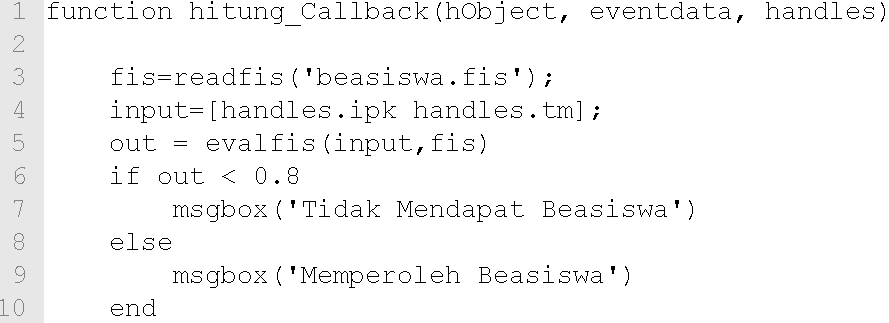 1 function hitung_Callback(hObject, eventdata, handles)
2
3     fis=readfis('beasiswa.fis');
4     input=[handles.ipk handles.tm];
5     out = evalfis(input,fis)
6     if out < 0.8
7         msgbox('Tidak Mendapat Beasiswa')
8     else
9         msgbox('Memperoleh Beasiswa')
10     end